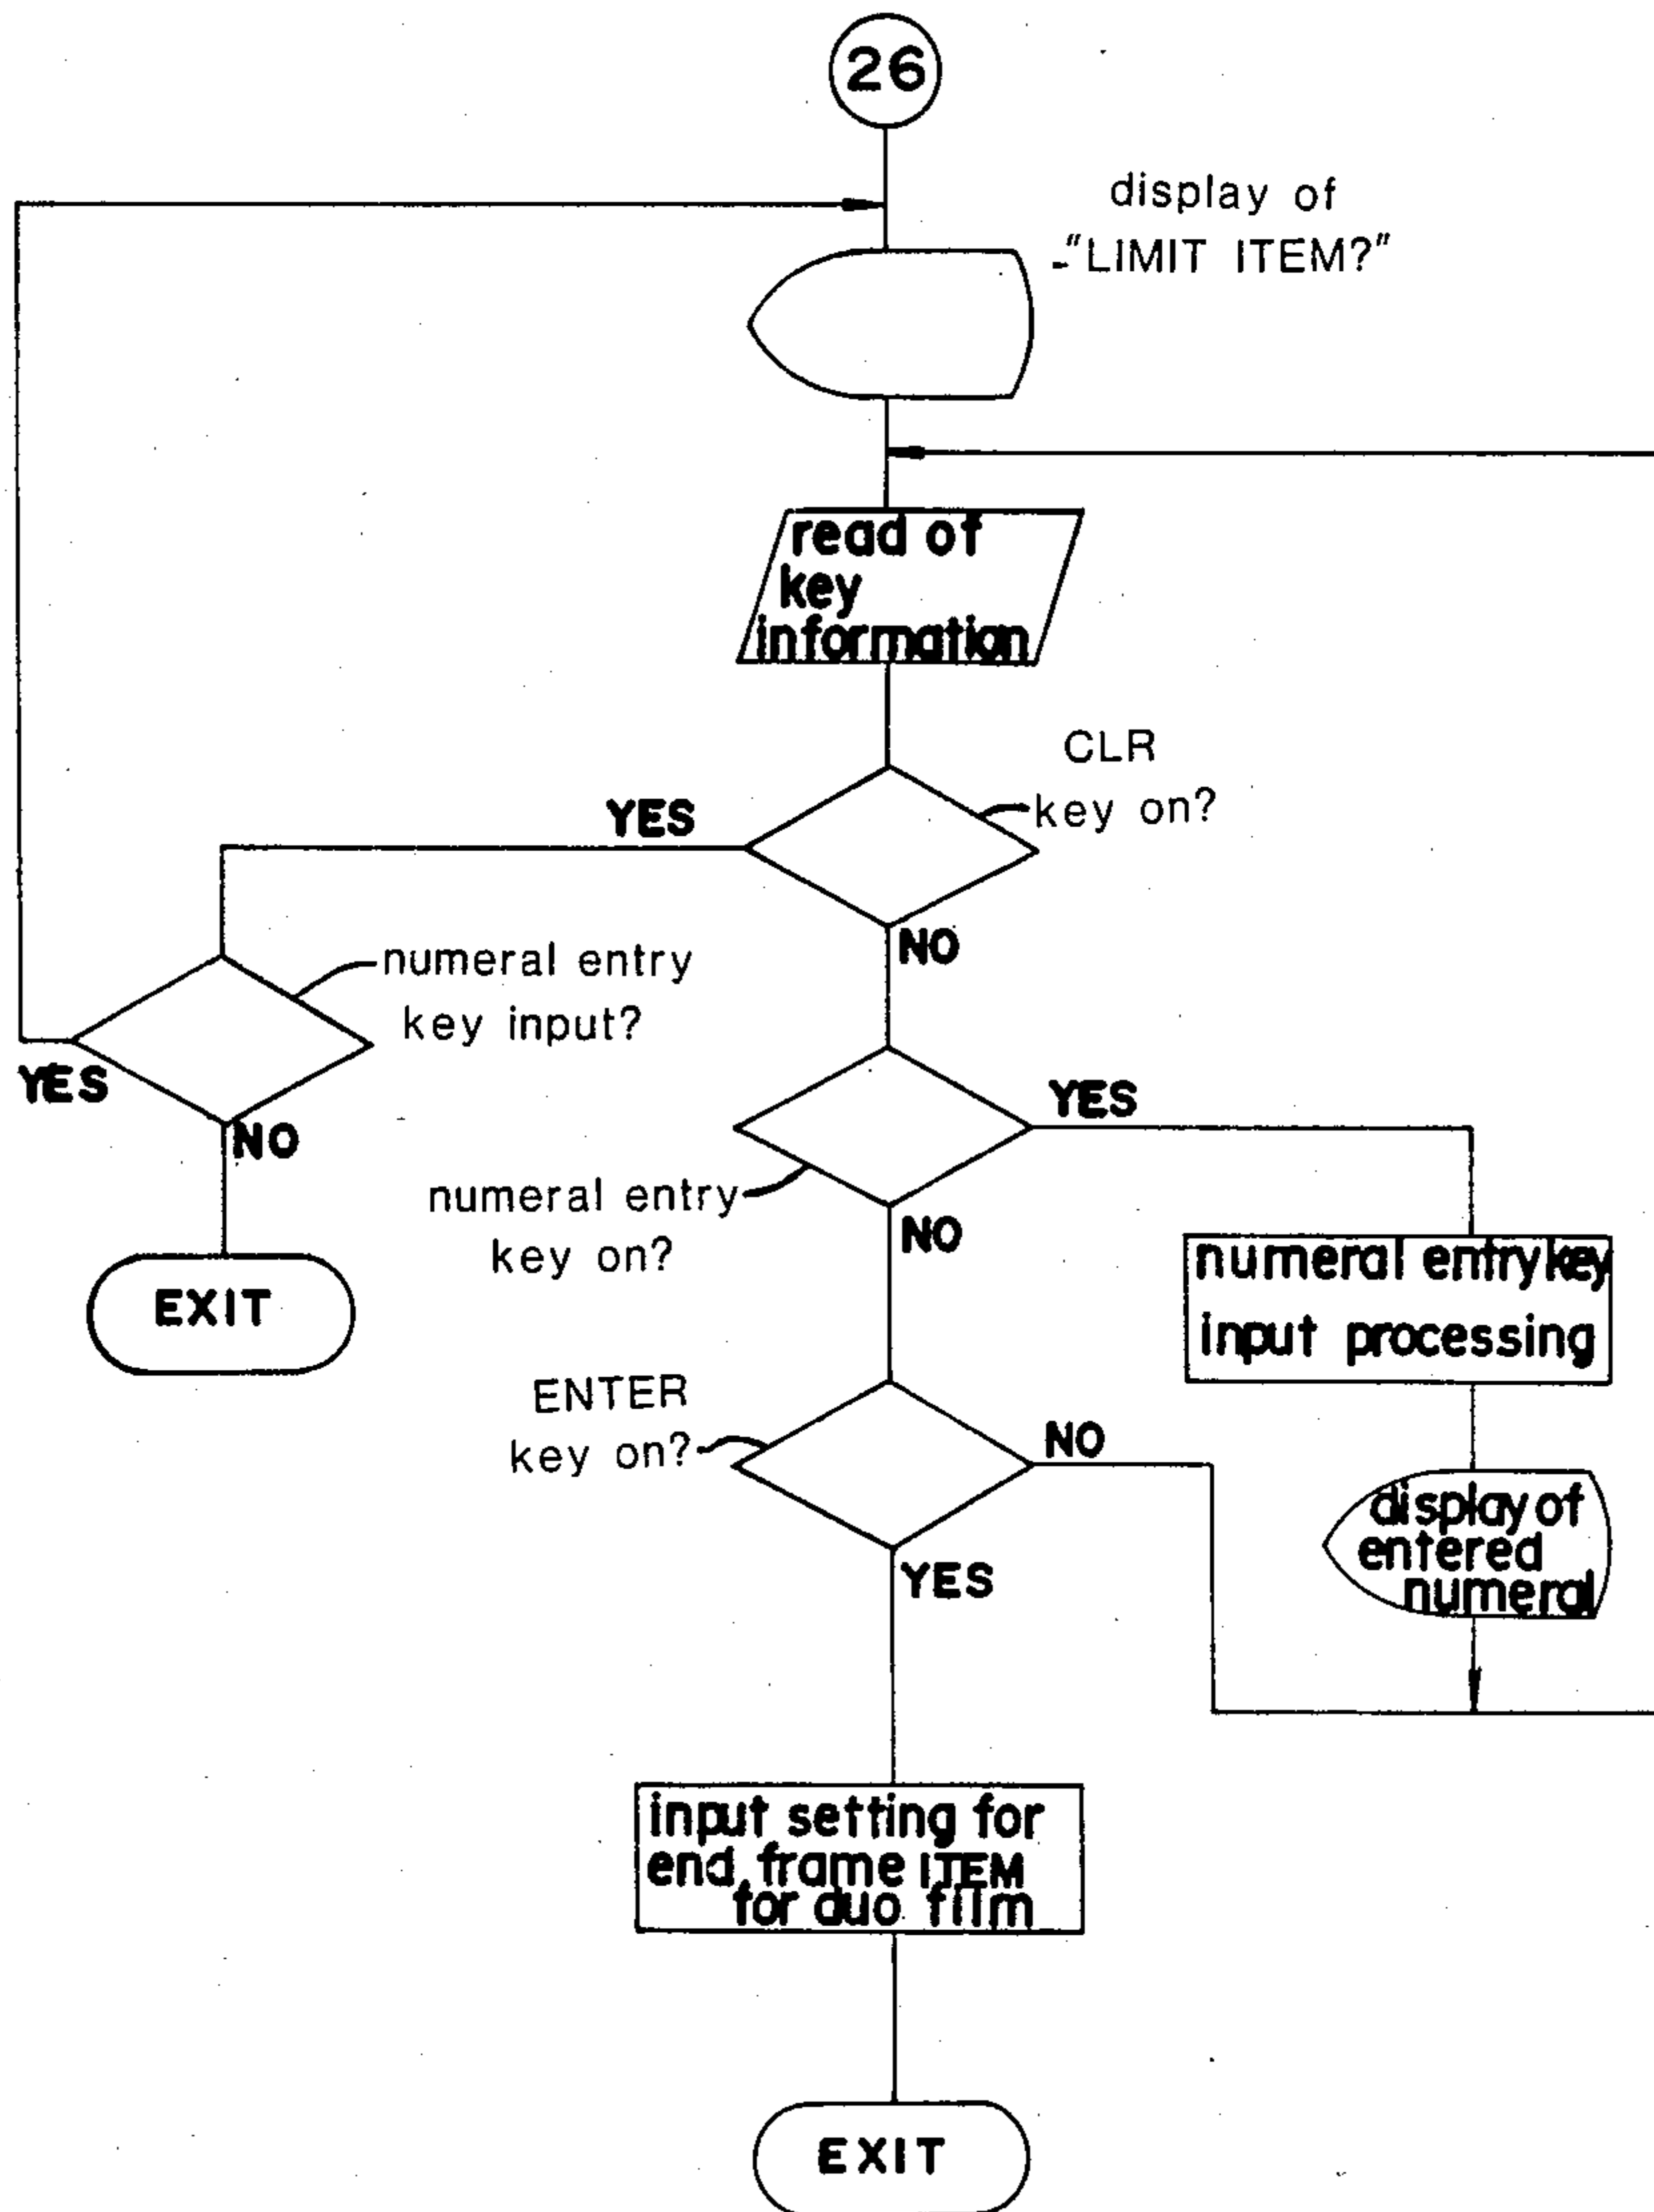 26
display of
"LIMIT ITEM?"
read of
key
information
CLR
key on?
YES
NO
numeral entry
key input?
YES
NO
EXIT
YES
numeral entry
key on?
NO
numeral entry key
input processing
ENTER
key on?
NO
YES
display of
entered
numeral
input setting for
end frame ITEM
for duo film
EXIT